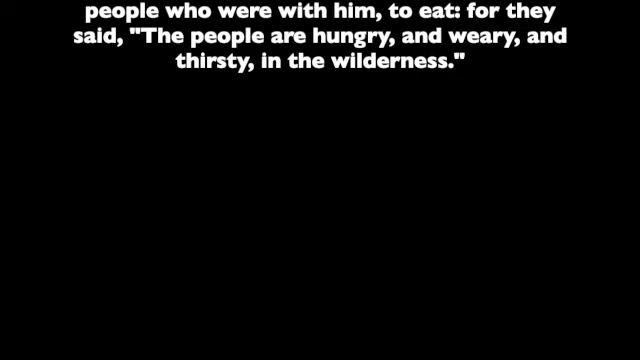 people who were with him, to eat: for they
said, "The people are hungry, and weary, and
thirsty, in the wilderness."